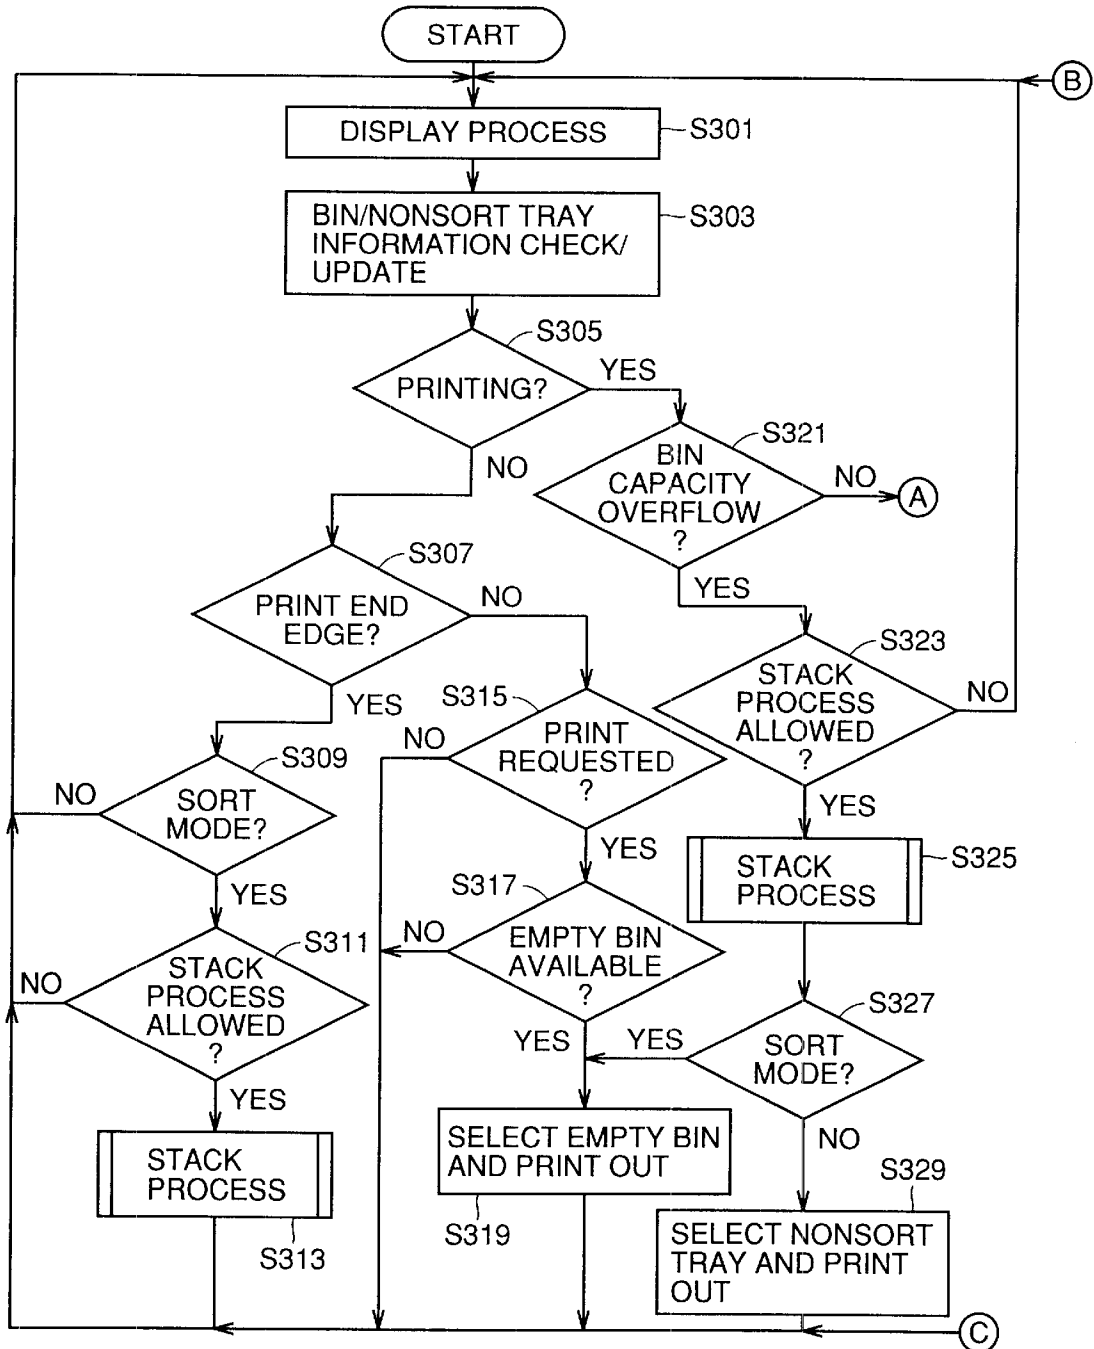 START
B
DISPLAY PROCESS
S301
BIN/NONSORT TRAY
INFORMATION CHECK/
UPDATE
S303
S305
PRINTING?
YES
NO
S321
BIN
CAPACITY
OVERFLOW
?
NO
A
YES
S307
PRINT END
EDGE?
NO
YES
S323
STACK
PROCESS
ALLOWED
?
NO
YES
S315
PRINT
REQUESTED
?
NO
YES
S309
SORT
MODE?
NO
YES
S325
STACK
PROCESS
S317
EMPTY BIN
AVAILABLE
?
NO
YES
S311
STACK
PROCESS
ALLOWED
?
NO
YES
S327
SORT
MODE?
YES
NO
STACK
PROCESS
S313
SELECT EMPTY BIN
AND PRINT OUT
S319
S329
SELECT NONSORT
TRAY AND PRINT
OUT
C